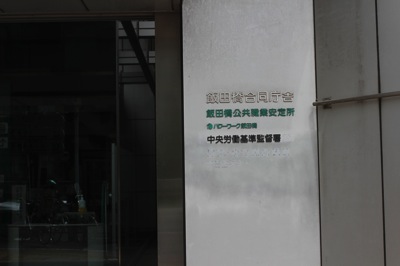 飯田橋合同庁舎
飯田橋公共職業安定所
ハローワーク飯田橋
中央労働基準監督署